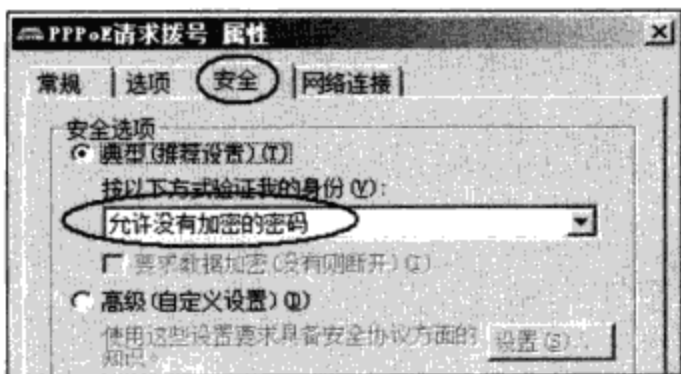 PPPoE请求拨号 属性
常规 选项 安全 网络连接
安全选项
典型(推荐设置)(T)
按以下方式验证我的身份(V):
允许没有加密的密码
要求数据加密(没有则断开)(Q)
高级(自定义设置)(D)
使用这些设置要求具备安全协议方面的
知识。
设置(S)